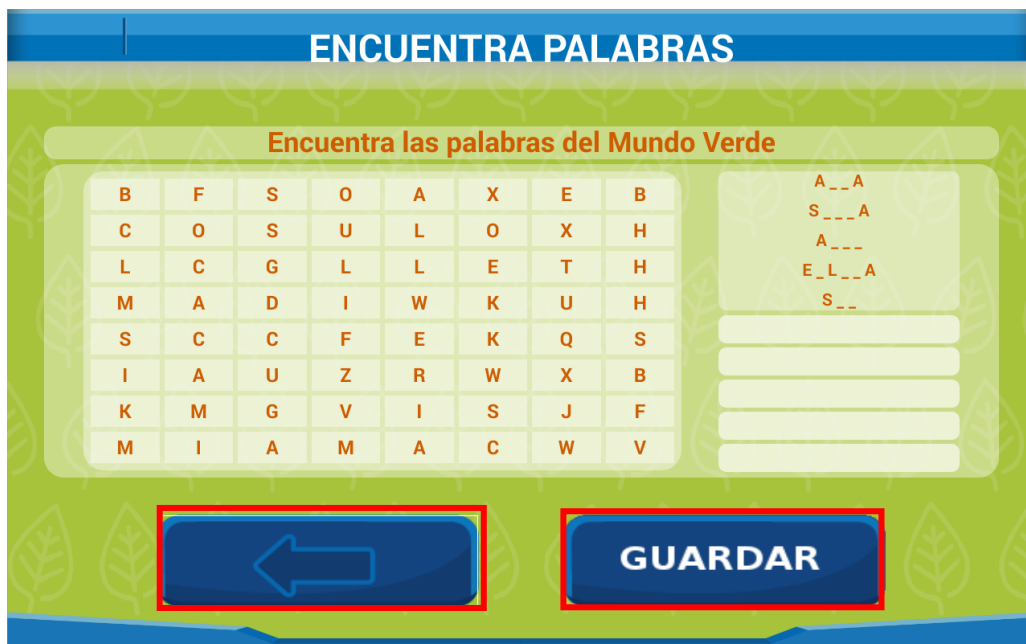 ENCUENTRA PALABRAS
Encuentra las palabras del Mundo Verde
B F S O A X E B
C O S U L O X H
L C G L L E T H
M A D I W K U H
S C C F E K Q S
I A U Z R W X B
K M G V I S J F
M I A M A C W V
A _ _ A
S _ _ _ A
A _ _ _
E _ L _ _ A
S _ _
GUARDAR